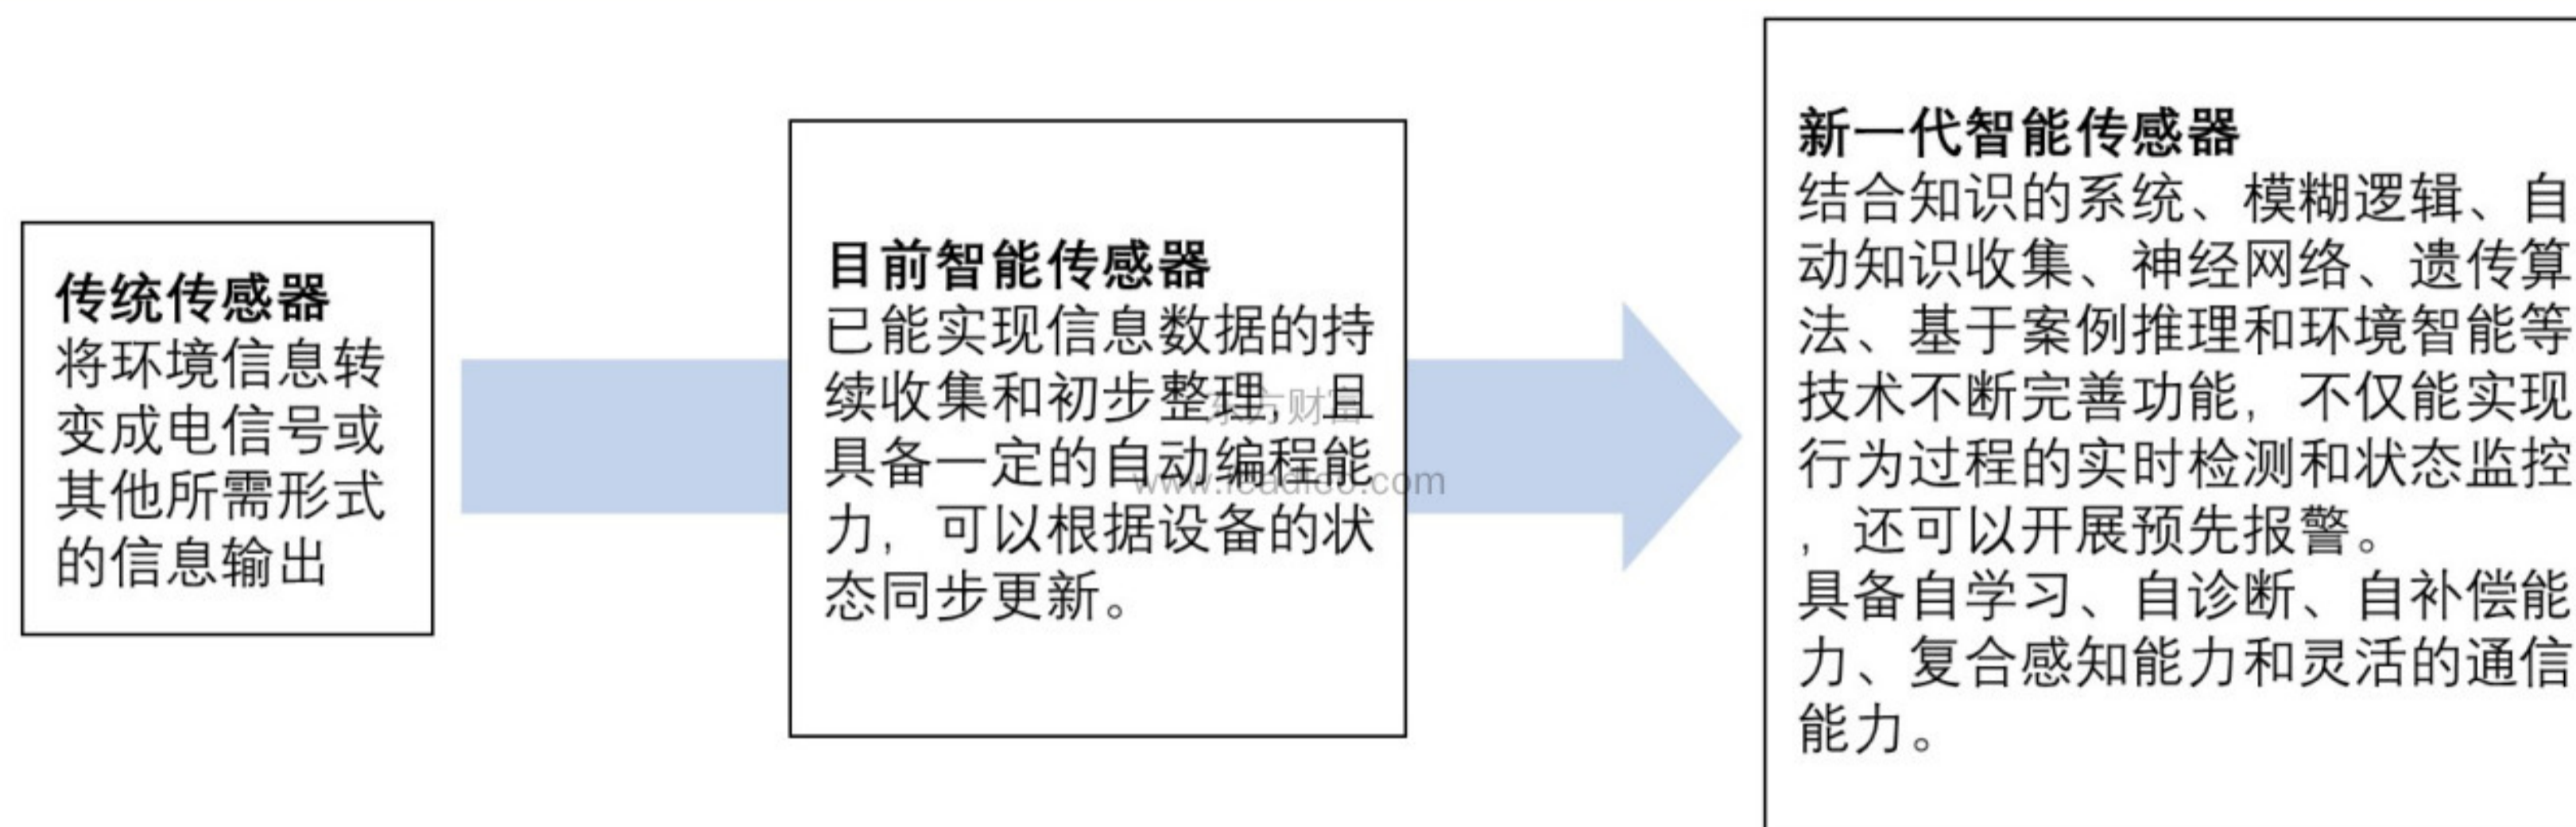 传统传感器
将环境信息转
变成电信号或
其他所需形式
的信息输出
目前智能传感器
已能实现信息数据的持
续收集和初步整理，且
具备一定的自动编程能
力，可以根据设备的状
态同步更新。
东方财富
新一代智能传感器
结合知识的系统、模糊逻辑、自
动知识收集、神经网络、遗传算
法、基于案例推理和环境智能等
技术不断完善功能，不仅能实现
行为过程的实时检测和状态监控
，还可以开展预先报警。
具备自学习、自诊断、自补偿能
力、复合感知能力和灵活的通信
能力。